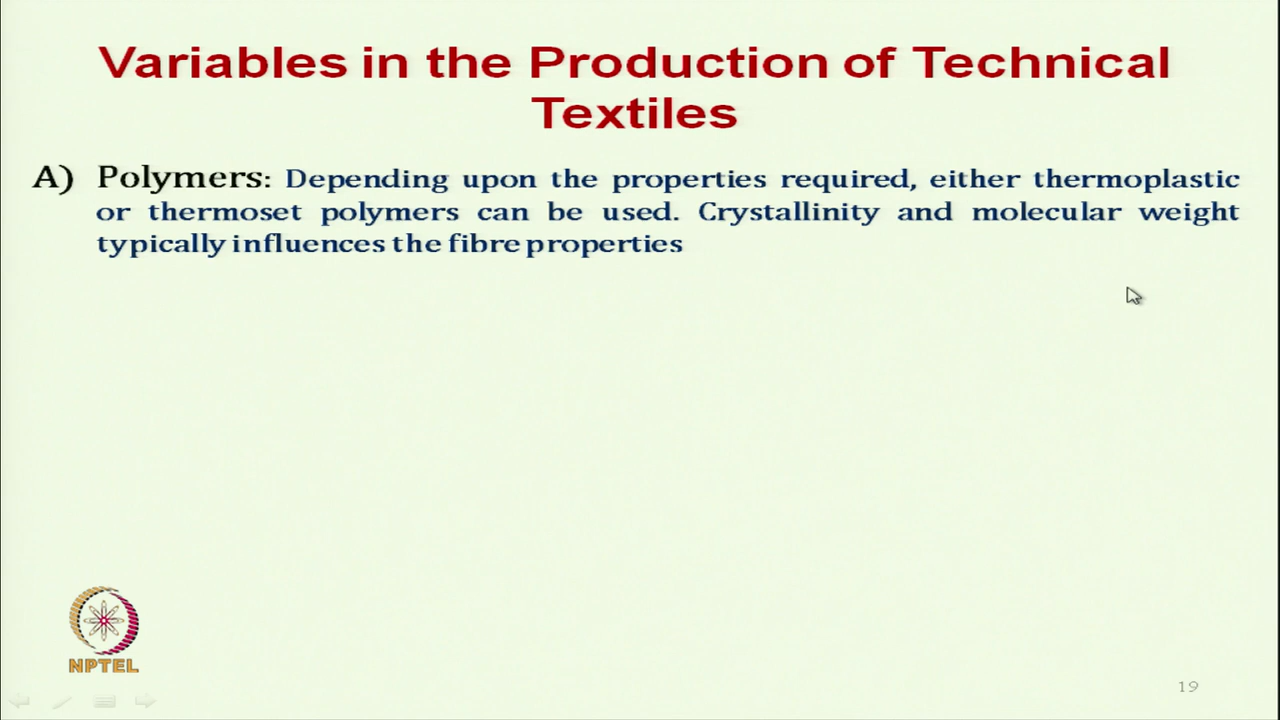 Variables in the Production of Technical
Textiles
A) Polymers: Depending upon the properties required, either thermoplastic
or thermoset polymers can be used. Crystallinity and molecular weight
typically influences the fibre properties
NPTEL
19